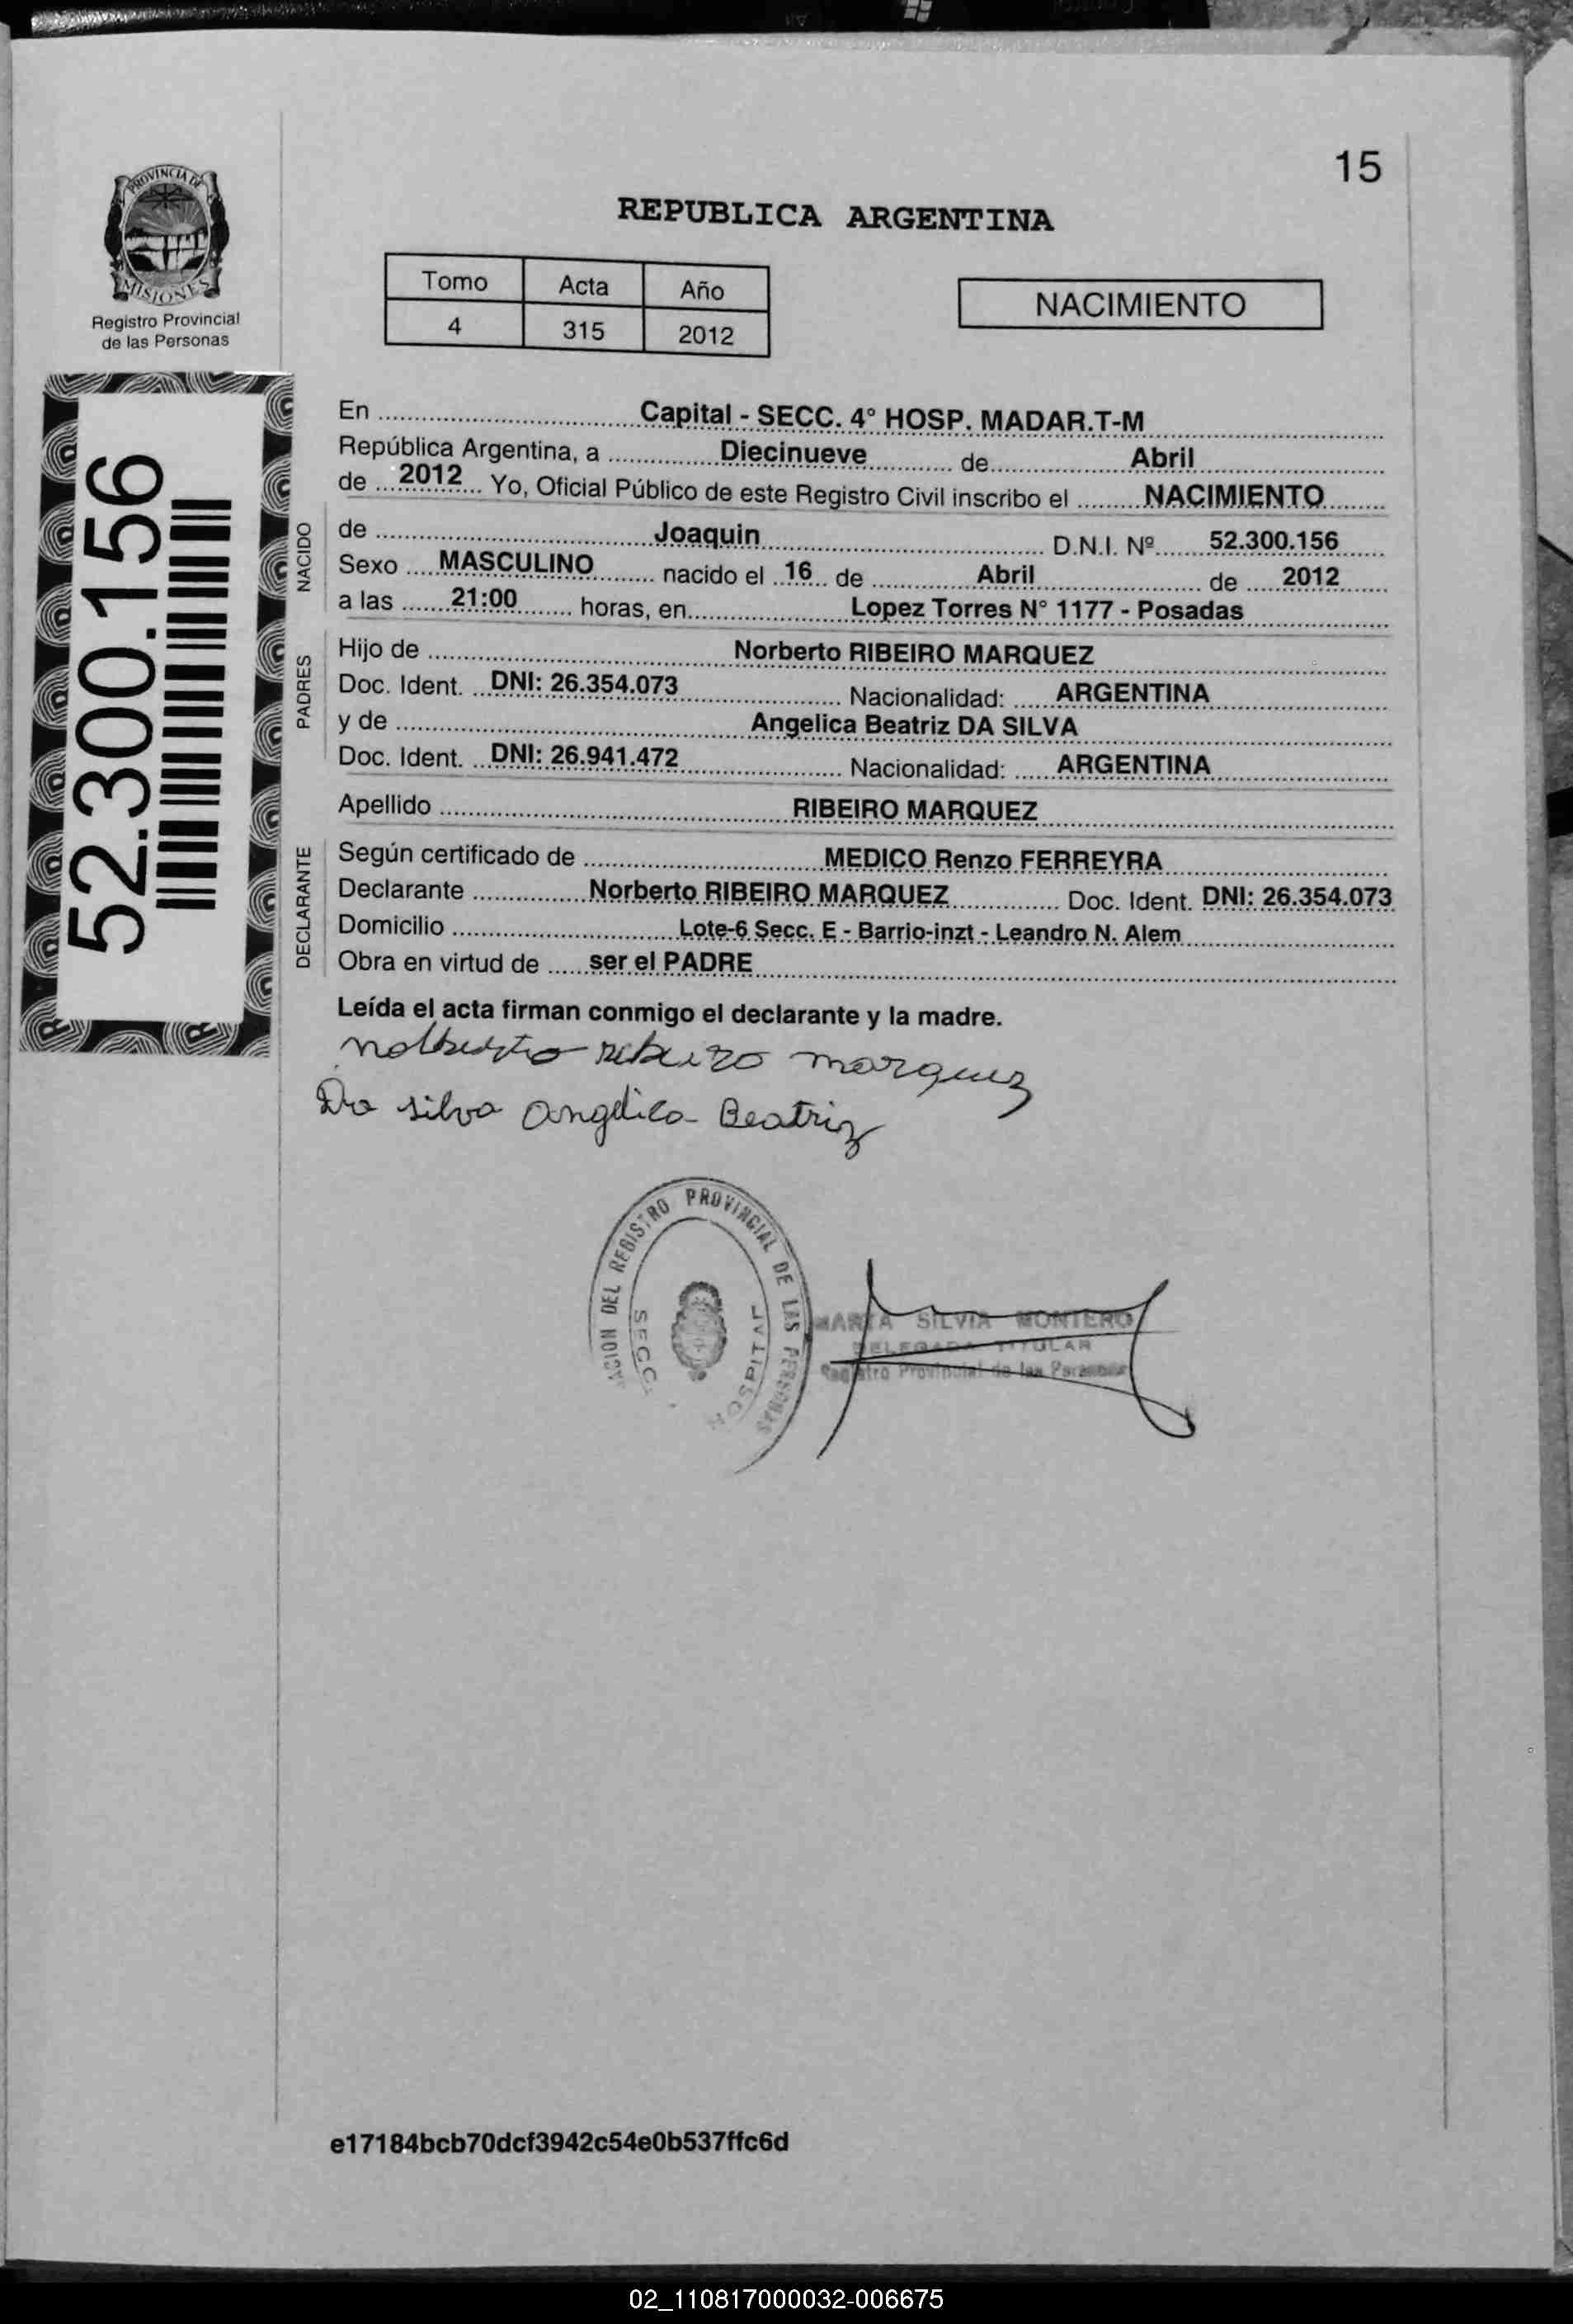 15
PROVINCIA DE
MISIONES
Registro Provincial
de las Personas
REPUBLICA ARGENTINA
Tomo Acta Año
4 315 2012
NACIMIENTO
52.300.156
En Capital - SECC. 4° HOSP. MADAR.T-M
República Argentina, a Diecinueve de Abril
de 2012 Yo, Oficial Público de este Registro Civil inscribo el NACIMIENTO
NACIDO
de Joaquin D.N.I. Nº 52.300.156
Sexo MASCULINO nacido el 16 de Abril de 2012
a las 21:00 horas, en Lopez Torres N° 1177 - Posadas
PADRES
Hijo de Norberto RIBEIRO MARQUEZ
Doc. Ident. DNI: 26.354.073 Nacionalidad: ARGENTINA
y de Angelica Beatriz DA SILVA
Doc. Ident. DNI: 26.941.472 Nacionalidad: ARGENTINA
Apellido RIBEIRO MARQUEZ
DECLARANTE
Según certificado de MEDICO Renzo FERREYRA
Declarante Norberto RIBEIRO MARQUEZ Doc. Ident. DNI: 26.354.073
Domicilio Lote-6 Secc. E - Barrio-inzt - Leandro N. Alem
Obra en virtud de ser el PADRE
Leída el acta firman conmigo el declarante y la madre.
ribeiro marquez
Da silva Angelica Beatriz
DEL REGISTRO PROVINCIAL DE LAS PERSONAS
SECC. HOSPITAL
MARTA SILVIA MONTERO
DELEGADA TITULAR
Registro Provincial de las Personas
e17184bcb70dcf3942c54e0b537ffc6d
02_110817000032-006675